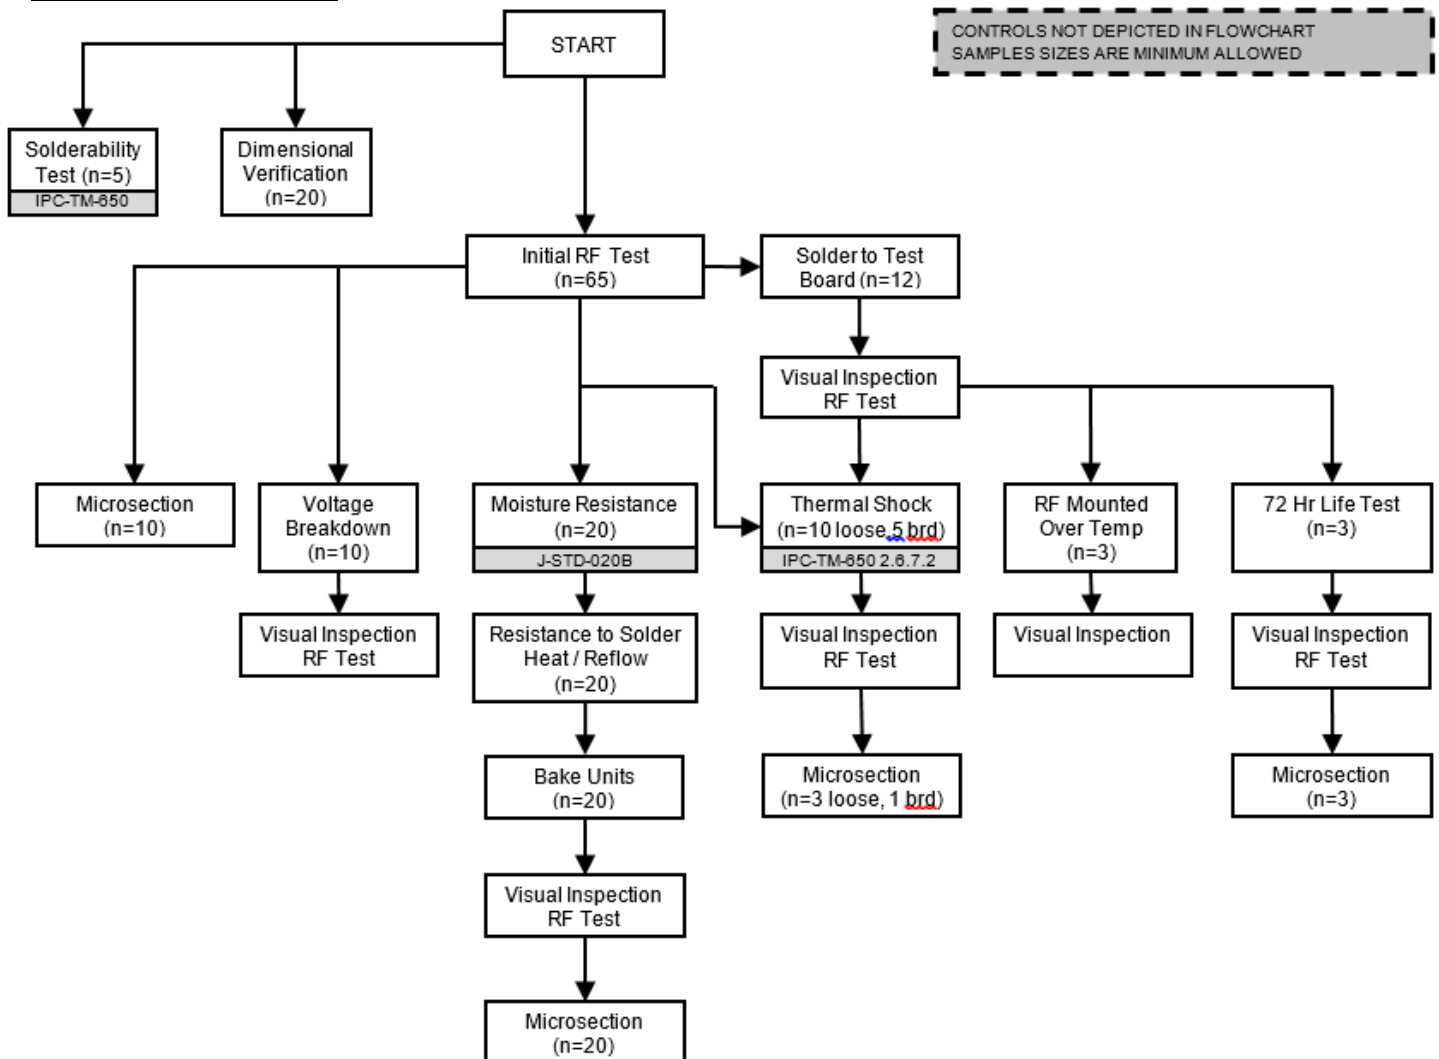 START
CONTROLS NOT DEPICTED IN FLOWCHART
SAMPLES SIZES ARE MINIMUM ALLOWED
Solderability
Test (n=5)
IPC-TM-650
Dimensional
Verification
(n=20)
Initial RF Test
(n=65)
Solder to Test
Board (n=12)
Visual Inspection
RF Test
Microsection
(n=10)
Voltage
Breakdown
(n=10)
Moisture Resistance
(n=20)
J-STD-020B
Thermal Shock
(n=10 loose, 5 brd)
IPC-TM-650 2.6.7.2
RF Mounted
Over Temp
(n=3)
72 Hr Life Test
(n=3)
Visual Inspection
RF Test
Resistance to Solder
Heat / Reflow
(n=20)
Visual Inspection
RF Test
Visual Inspection
Visual Inspection
RF Test
Bake Units
(n=20)
Microsection
(n=3 loose, 1 brd)
Microsection
(n=3)
Visual Inspection
RF Test
Microsection
(n=20)